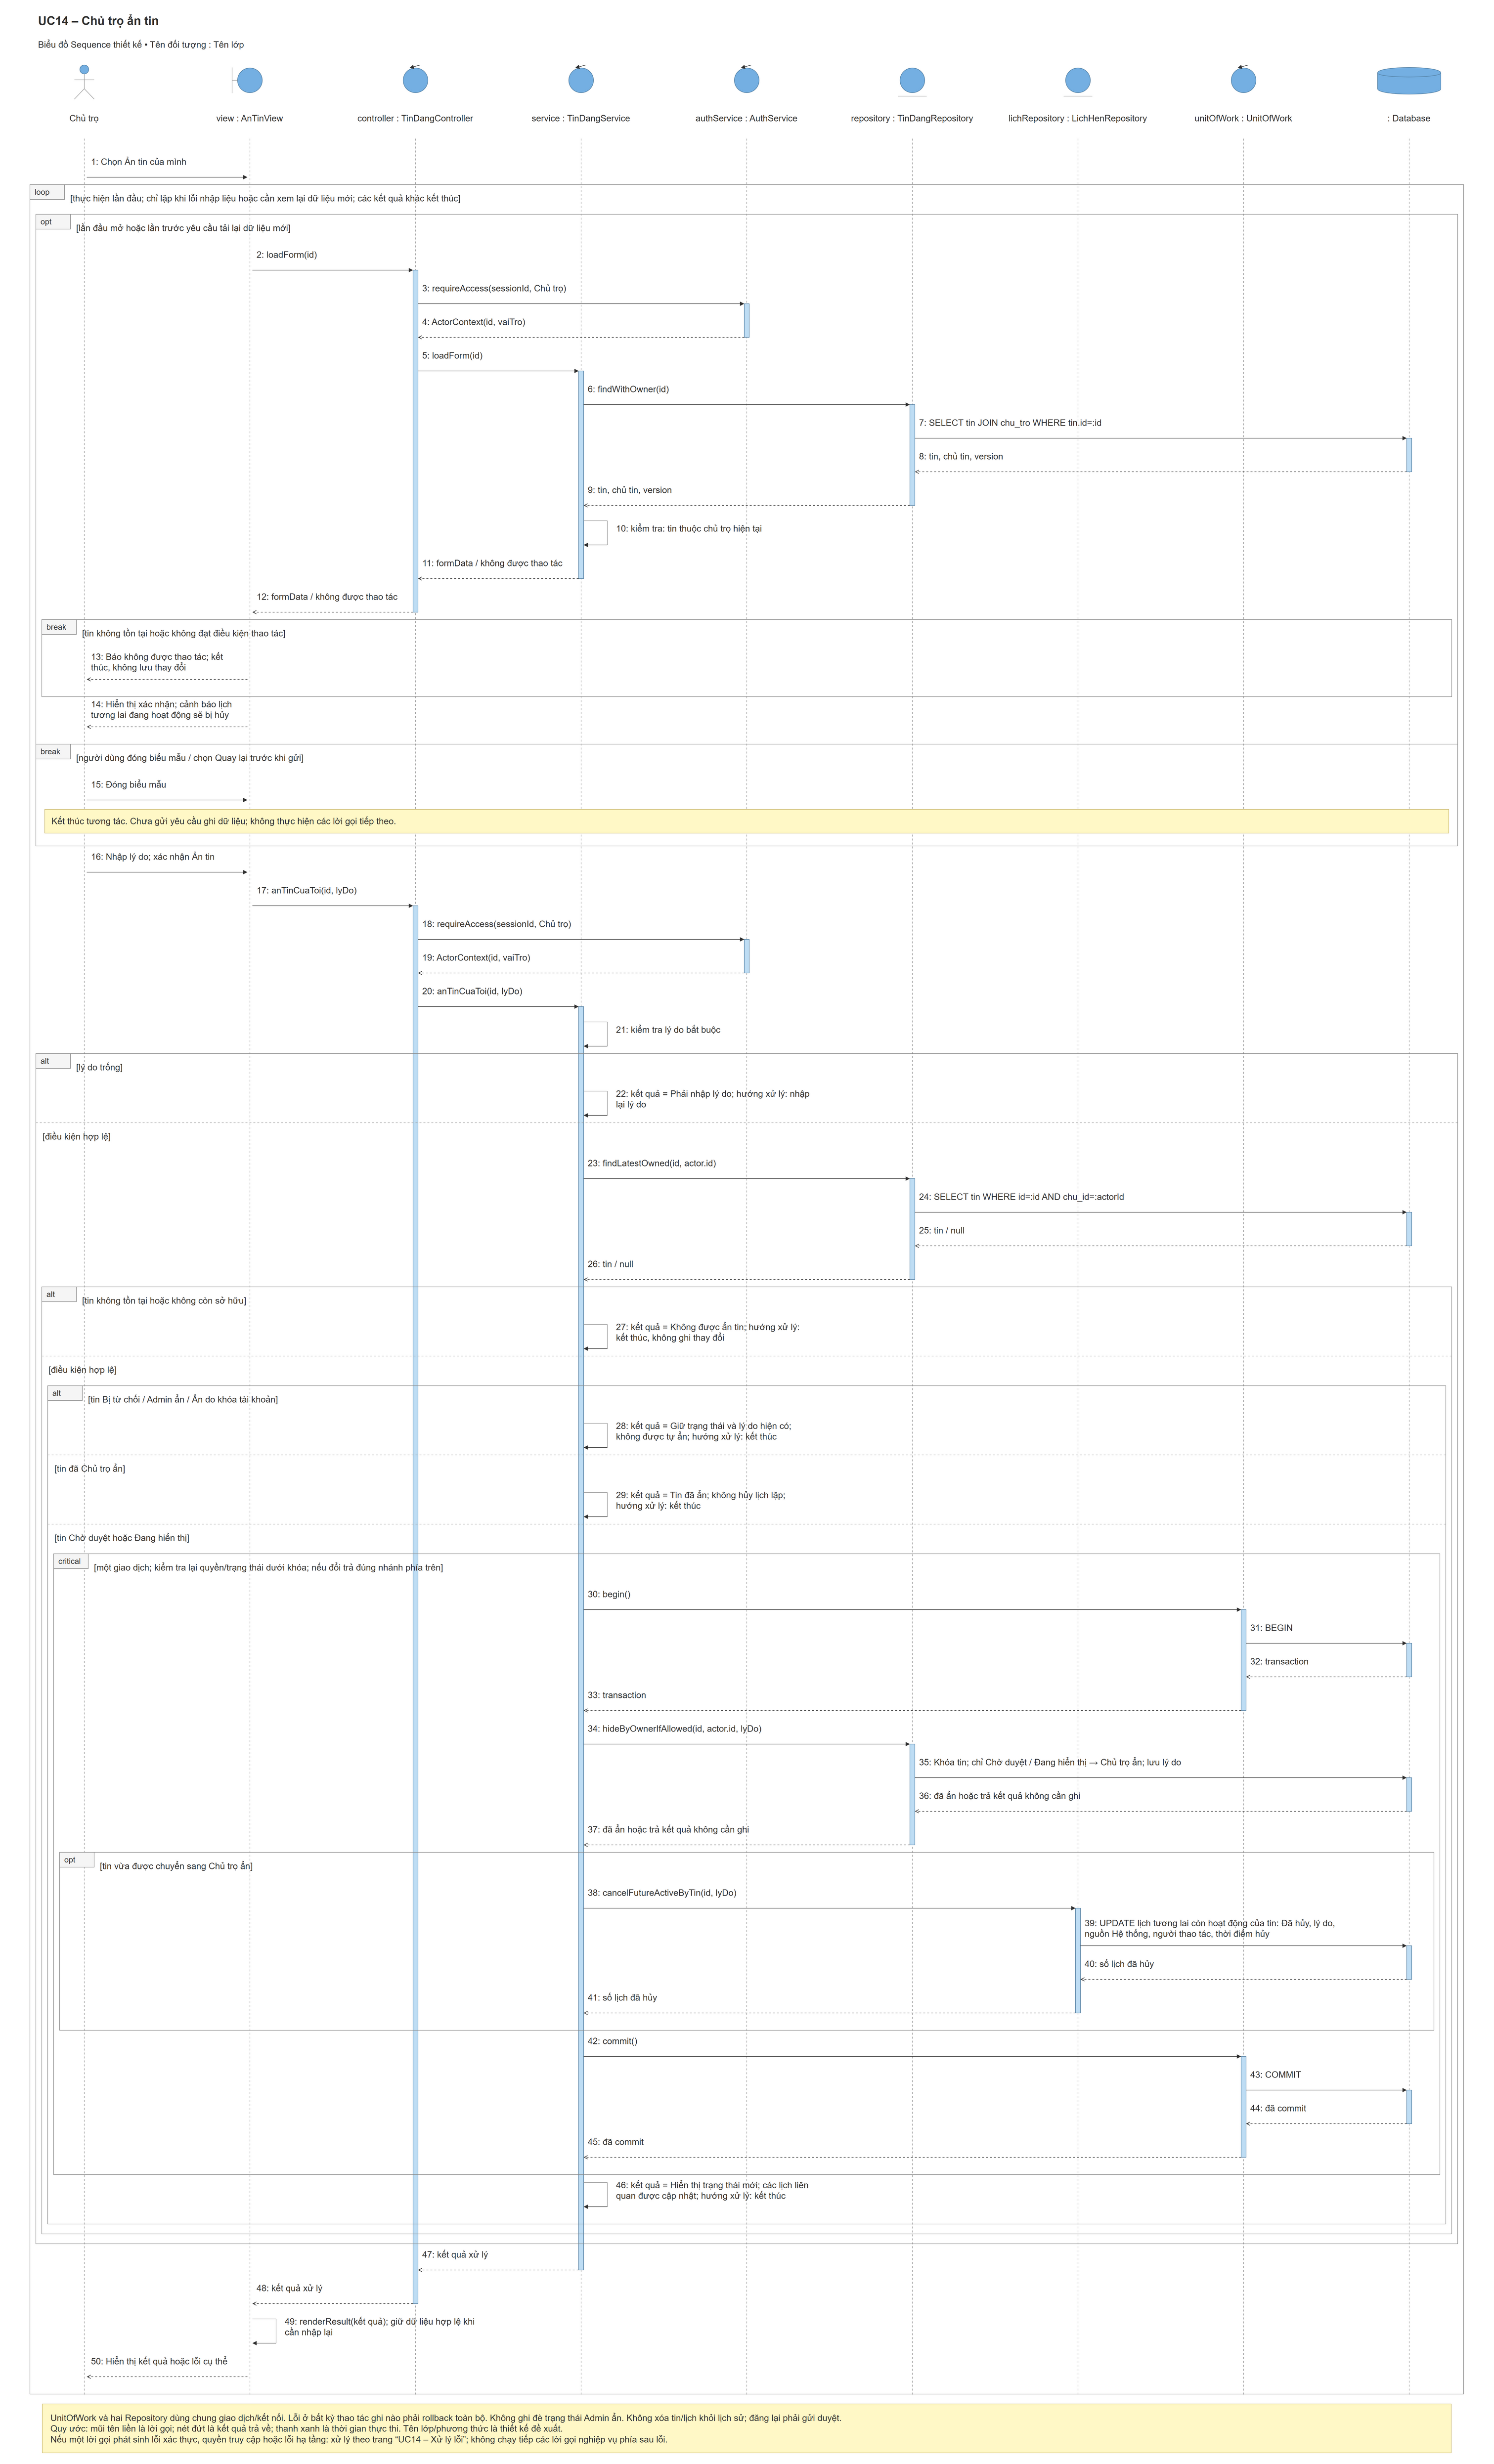 UC14 – Chủ trọ ẩn tin
Biểu đồ Sequence thiết kế • Tên đối tượng : Tên lớp
Chủ trọ
view : AnTinView
controller : TinDangController
service : TinDangService
authService : AuthService
repository : TinDangRepository
lichRepository : LichHenRepository
unitOfWork : UnitOfWork
: Database
1: Chọn Ẩn tin của mình
loop
[thực hiện lần đầu; chỉ lặp khi lỗi nhập liệu hoặc cần xem lại dữ liệu mới; các kết quả khác kết thúc]
opt
[lần đầu mở hoặc lần trước yêu cầu tải lại dữ liệu mới]
2: loadForm(id)
3: requireAccess(sessionId, Chủ trọ)
4: ActorContext(id, vaiTro)
5: loadForm(id)
6: findWithOwner(id)
7: SELECT tin JOIN chu_tro WHERE tin.id=:id
8: tin, chủ tin, version
9: tin, chủ tin, version
10: kiểm tra: tin thuộc chủ trọ hiện tại
11: formData / không được thao tác
12: formData / không được thao tác
break
[tin không tồn tại hoặc không đạt điều kiện thao tác]
13: Báo không được thao tác; kết
thúc, không lưu thay đổi
14: Hiển thị xác nhận; cảnh báo lịch
tương lai đang hoạt động sẽ bị hủy
break
[người dùng đóng biểu mẫu / chọn Quay lại trước khi gửi]
15: Đóng biểu mẫu
Kết thúc tương tác. Chưa gửi yêu cầu ghi dữ liệu; không thực hiện các lời gọi tiếp theo.
16: Nhập lý do; xác nhận Ẩn tin
17: anTinCuaToi(id, lyDo)
18: requireAccess(sessionId, Chủ trọ)
19: ActorContext(id, vaiTro)
20: anTinCuaToi(id, lyDo)
21: kiểm tra lý do bắt buộc
alt
[lý do trống]
22: kết quả = Phải nhập lý do; hướng xử lý: nhập
lại lý do
[điều kiện hợp lệ]
23: findLatestOwned(id, actor.id)
24: SELECT tin WHERE id=:id AND chu_id=:actorId
25: tin / null
26: tin / null
alt
[tin không tồn tại hoặc không còn sở hữu]
27: kết quả = Không được ẩn tin; hướng xử lý:
kết thúc, không ghi thay đổi
[điều kiện hợp lệ]
alt
[tin Bị từ chối / Admin ẩn / Ẩn do khóa tài khoản]
28: kết quả = Giữ trạng thái và lý do hiện có;
không được tự ẩn; hướng xử lý: kết thúc
[tin đã Chủ trọ ẩn]
29: kết quả = Tin đã ẩn; không hủy lịch lặp;
hướng xử lý: kết thúc
[tin Chờ duyệt hoặc Đang hiển thị]
critical
[một giao dịch; kiểm tra lại quyền/trạng thái dưới khóa; nếu đổi trả đúng nhánh phía trên]
30: begin()
31: BEGIN
32: transaction
33: transaction
34: hideByOwnerIfAllowed(id, actor.id, lyDo)
35: Khóa tin; chỉ Chờ duyệt / Đang hiển thị → Chủ trọ ẩn; lưu lý do
36: đã ẩn hoặc trả kết quả không cần ghi
37: đã ẩn hoặc trả kết quả không cần ghi
opt
[tin vừa được chuyển sang Chủ trọ ẩn]
38: cancelFutureActiveByTin(id, lyDo)
39: UPDATE lịch tương lai còn hoạt động của tin: Đã hủy, lý do,
nguồn Hệ thống, người thao tác, thời điểm hủy
40: số lịch đã hủy
41: số lịch đã hủy
42: commit()
43: COMMIT
44: đã commit
45: đã commit
46: kết quả = Hiển thị trạng thái mới; các lịch liên
quan được cập nhật; hướng xử lý: kết thúc
47: kết quả xử lý
48: kết quả xử lý
49: renderResult(kết quả); giữ dữ liệu hợp lệ khi
cần nhập lại
50: Hiển thị kết quả hoặc lỗi cụ thể
UnitOfWork và hai Repository dùng chung giao dịch/kết nối. Lỗi ở bất kỳ thao tác ghi nào phải rollback toàn bộ. Không ghi đè trạng thái Admin ẩn. Không xóa tin/lịch khỏi lịch sử; đăng lại phải gửi duyệt.
Quy ước: mũi tên liền là lời gọi; nét đứt là kết quả trả về; thanh xanh là thời gian thực thi. Tên lớp/phương thức là thiết kế đề xuất.
Nếu một lời gọi phát sinh lỗi xác thực, quyền truy cập hoặc lỗi hạ tầng: xử lý theo trang “UC14 – Xử lý lỗi”; không chạy tiếp các lời gọi nghiệp vụ phía sau lỗi.